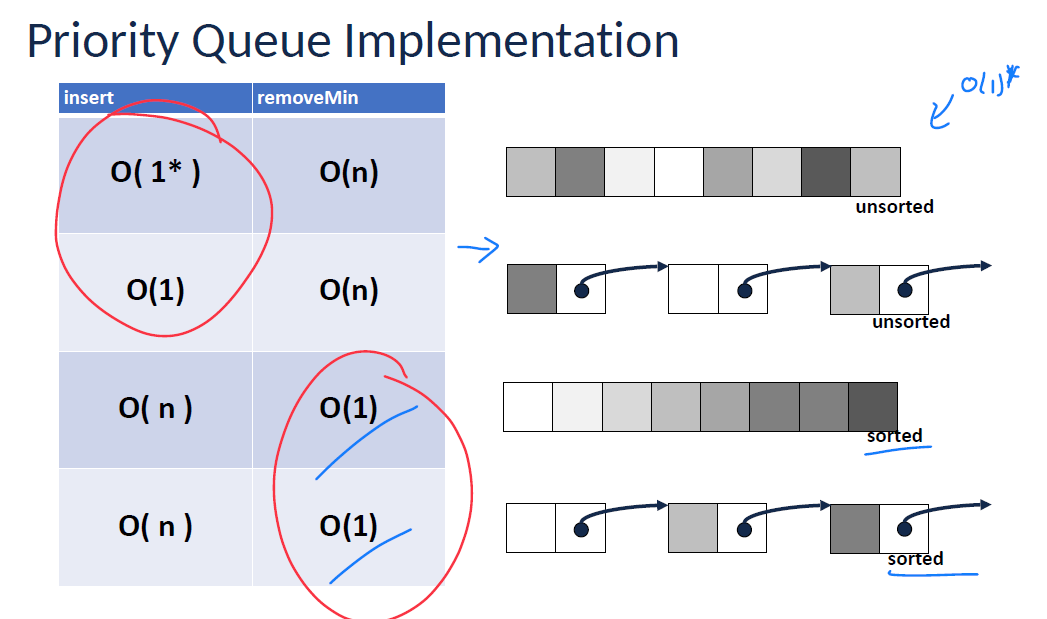 Priority Queue Implementation
insert removeMin
O(1)*
O( 1* ) O(n)
unsorted
O(1) O(n)
unsorted
O( n ) O(1)
sorted
O( n ) O(1)
sorted